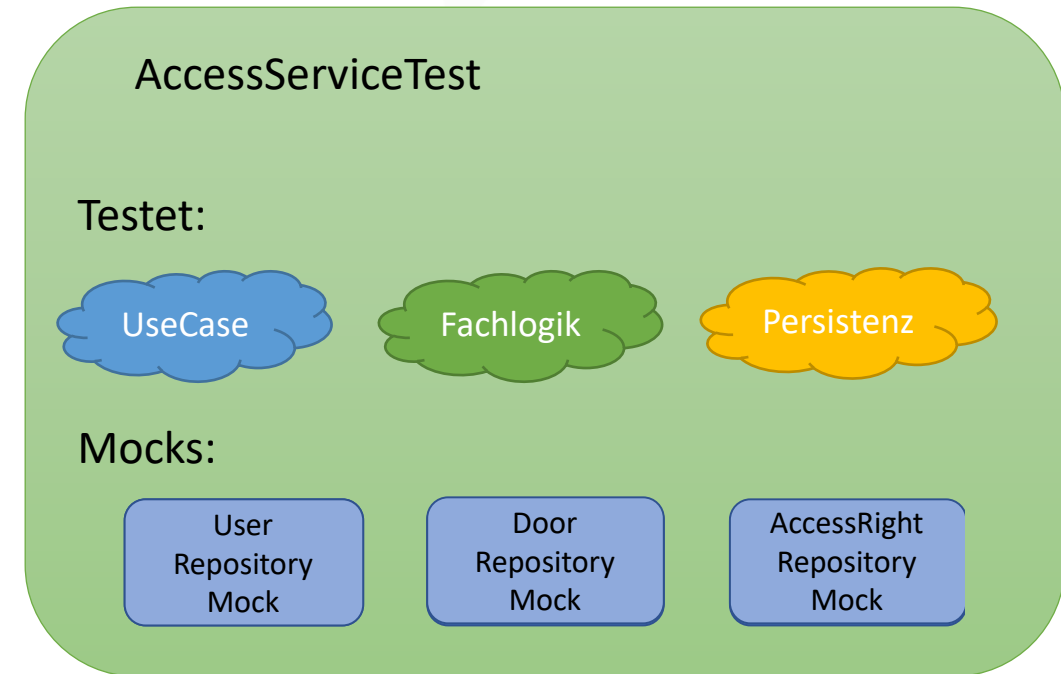 AccessServiceTest
Testet:
UseCase
Fachlogik
Persistenz
Mocks:
User
Repository
Mock
Door
Repository
Mock
AccessRight
Repository
Mock